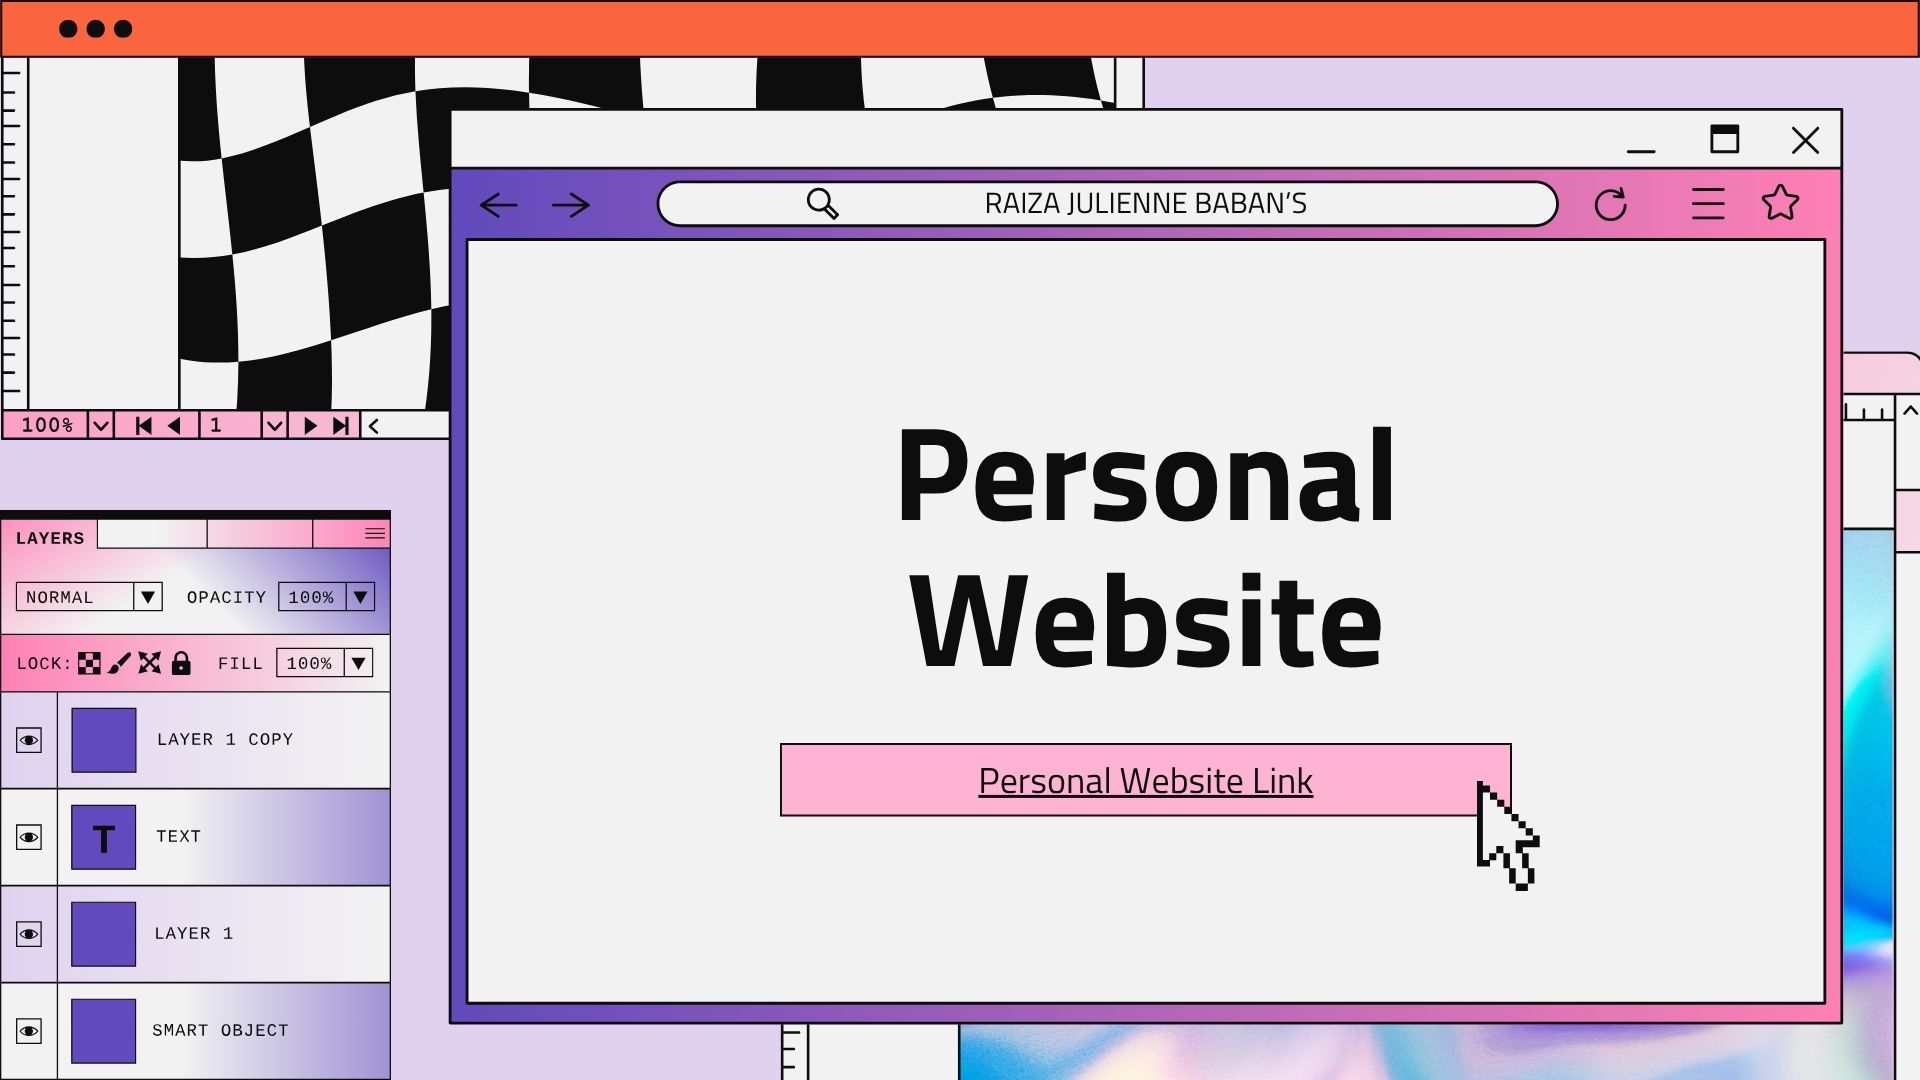 RAIZA JULIENNE BABAN’S
Personal
Website
Personal Website Link
100%
1
LAYERS
NORMAL
OPACITY
100%
LOCK:
FILL
100%
LAYER 1 COPY
T
TEXT
LAYER 1
SMART OBJECT